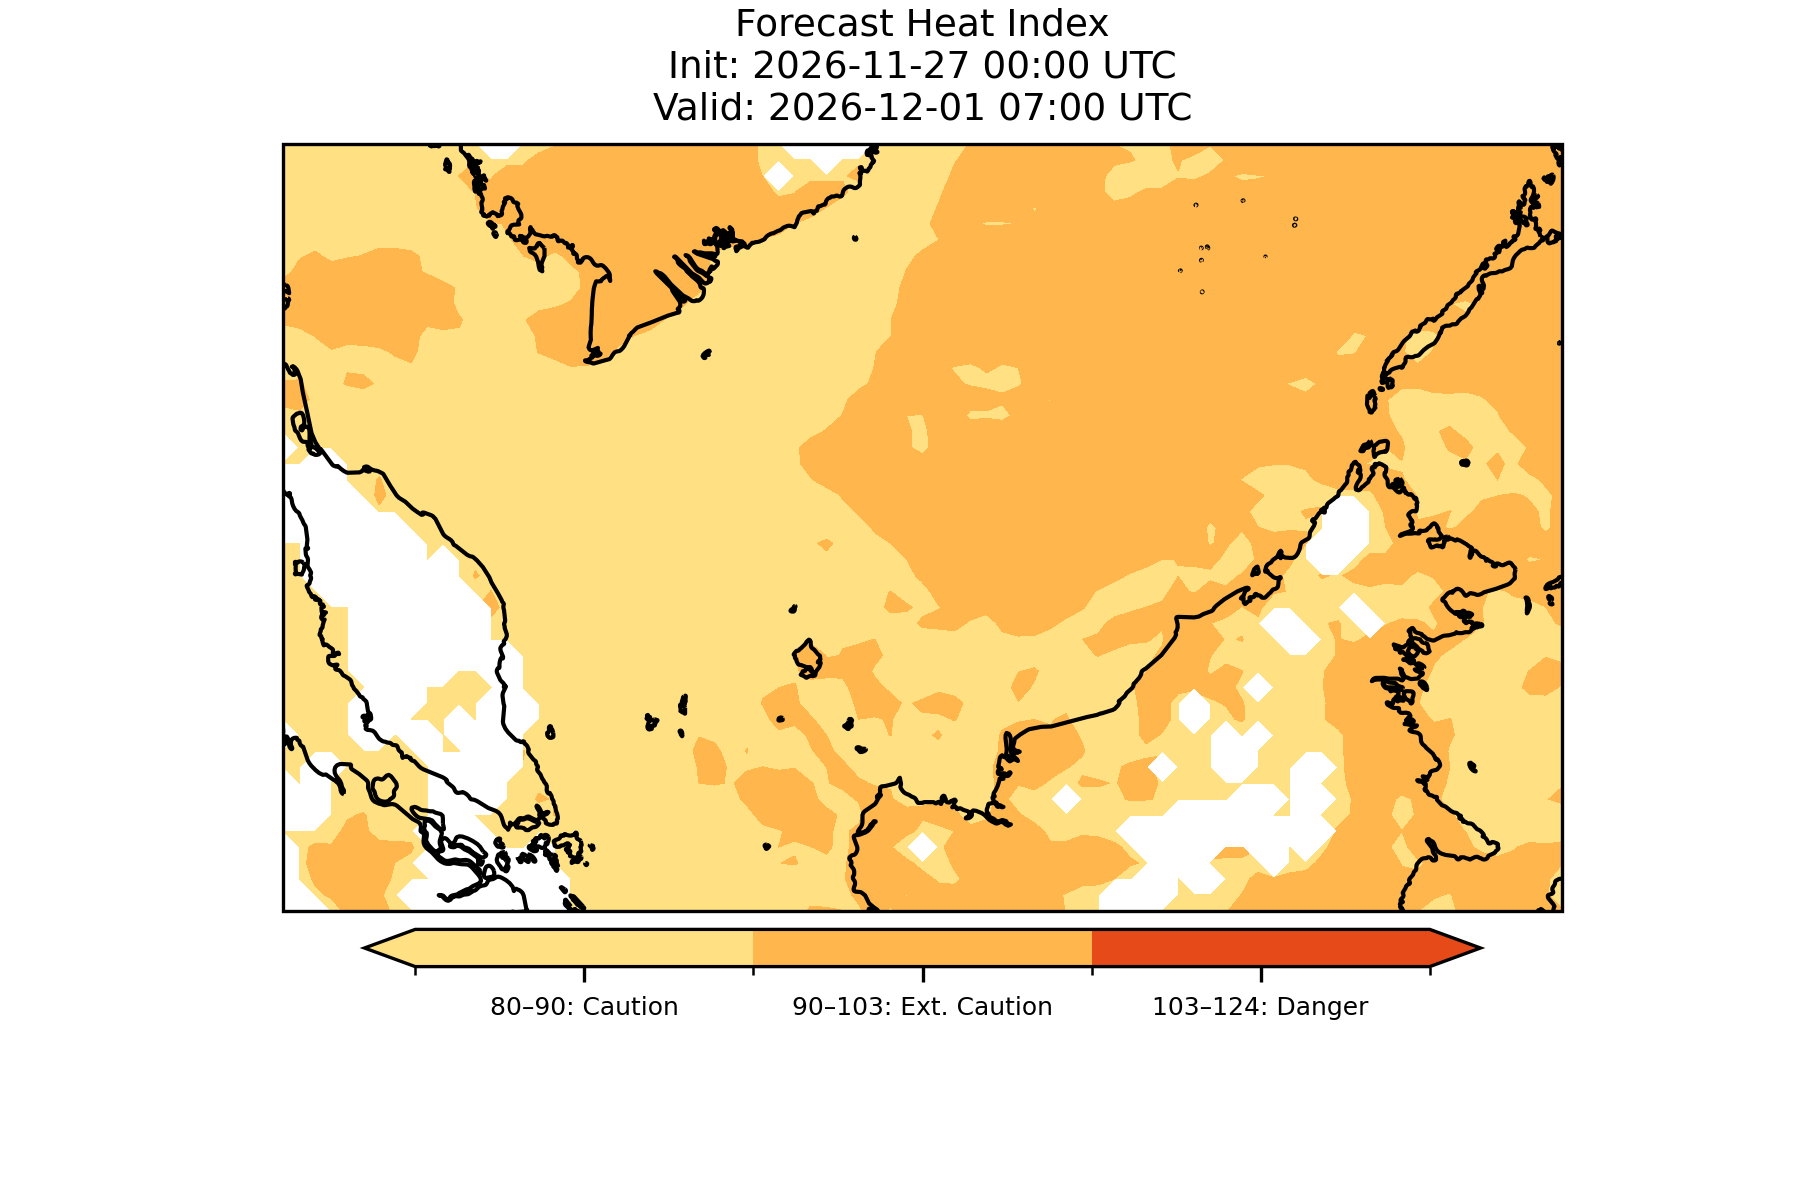 Forecast Heat Index
Init: 2026-11-27 00:00 UTC
Valid: 2026-12-01 07:00 UTC
80–90: Caution
90–103: Ext. Caution
103–124: Danger